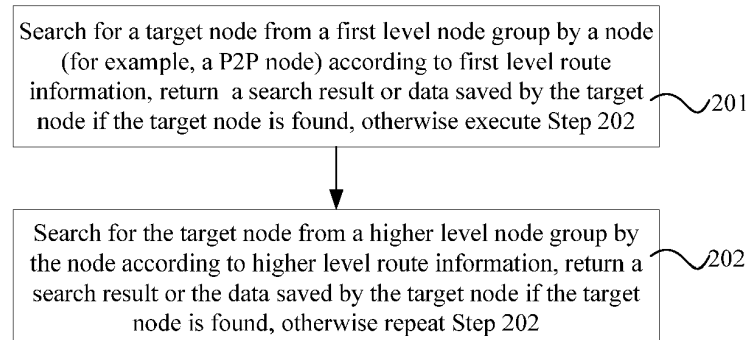 Search for a target node from a first level node group by a node
(for example, a P2P node) according to first level route
information, return a search result or data saved by the target
node if the target node is found, otherwise execute Step 202
201
Search for the target node from a higher level node group by
the node according to higher level route information, return a
search result or the data saved by the target node if the target
node is found, otherwise repeat Step 202
202